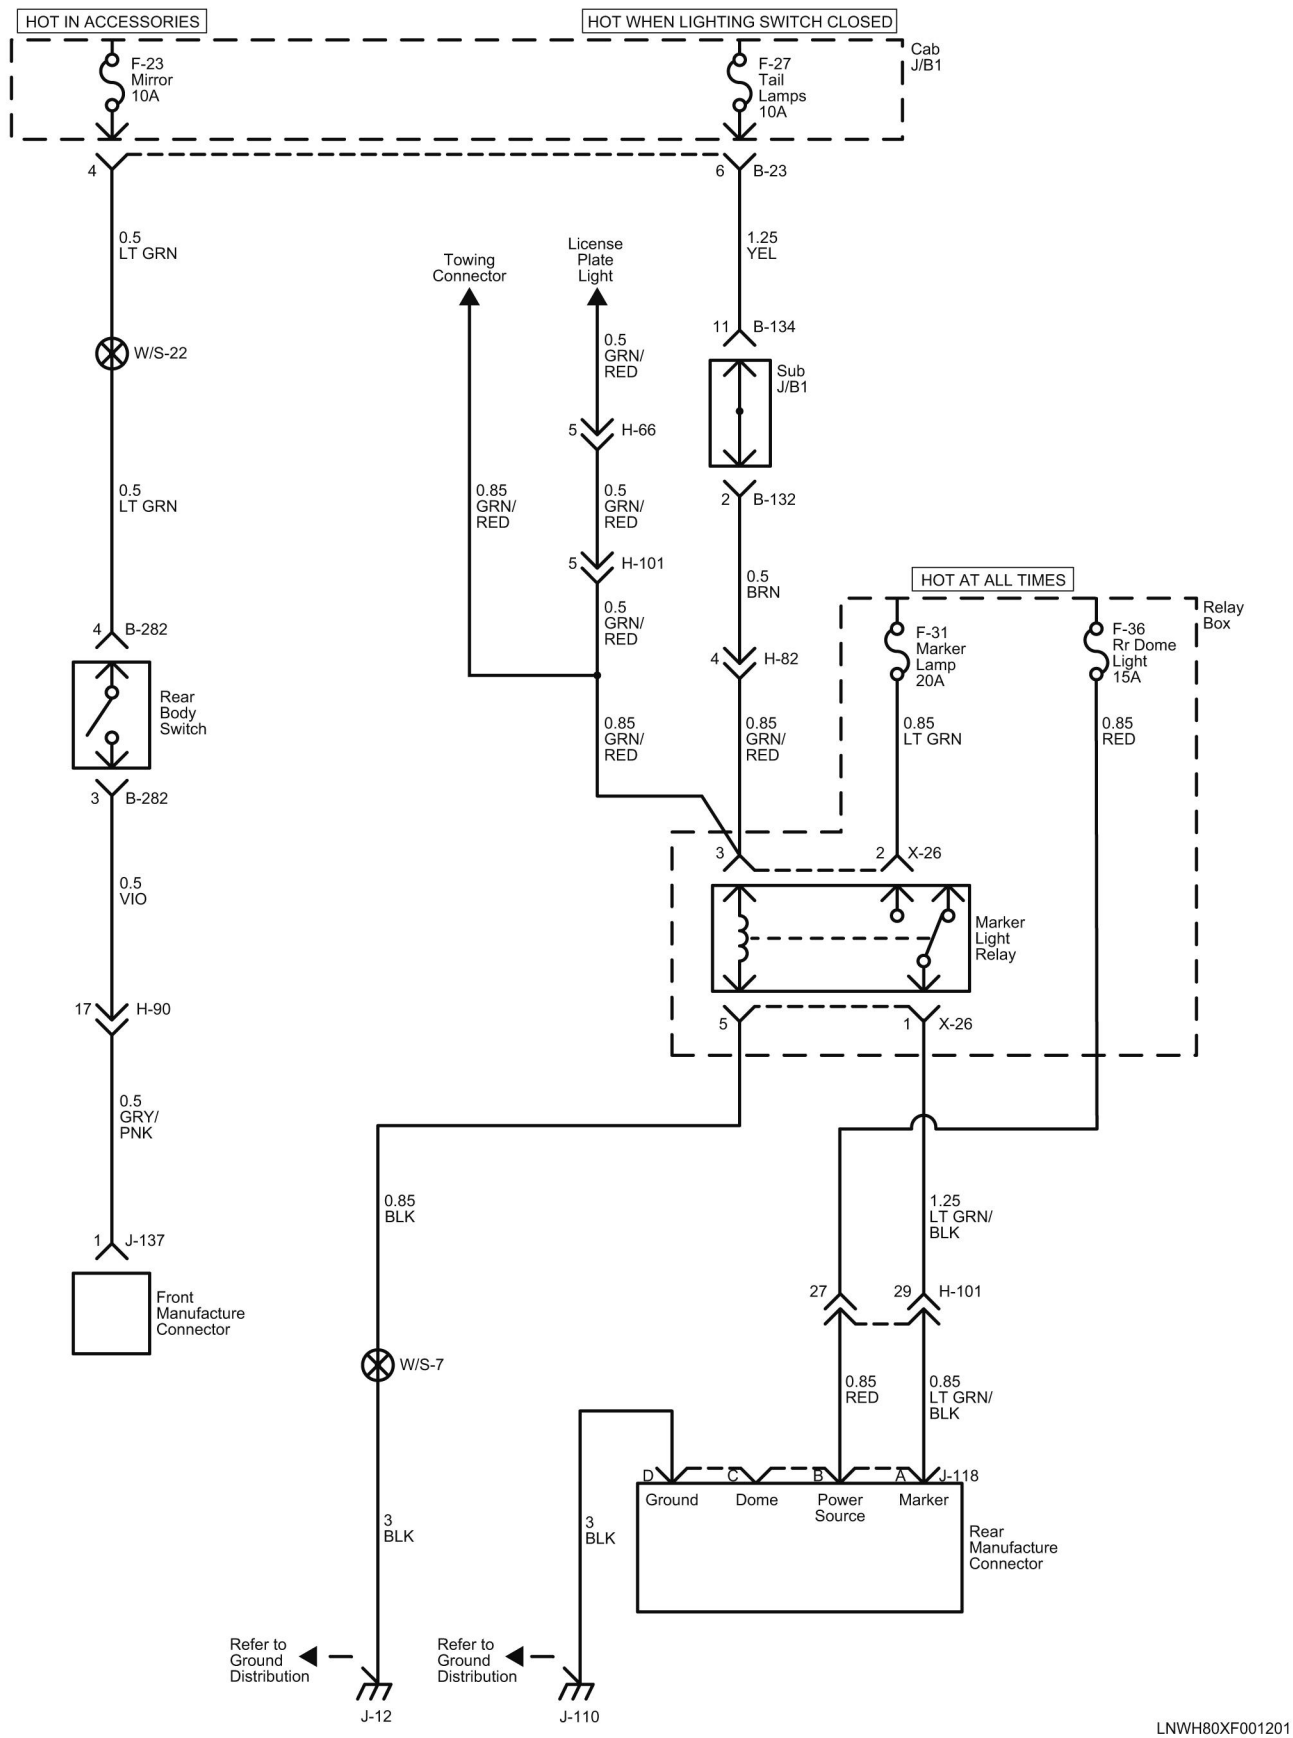 HOT IN ACCESSORIES
HOT WHEN LIGHTING SWITCH CLOSED
Cab
J/B1
F-23
Mirror
10A
F-27
Tail
Lamps
10A
4
6
B-23
0.5
LT GRN
1.25
YEL
Towing
Connector
License
Plate
Light
11
B-134
0.5
GRN/
RED
W/S-22
Sub
J/B1
5
H-66
0.5
LT GRN
0.85
GRN/
RED
0.5
GRN/
RED
2
B-132
5
H-101
0.5
BRN
HOT AT ALL TIMES
0.5
GRN/
RED
Relay
Box
4
B-282
F-31
Marker
Lamp
20A
F-36
Rr Dome
Light
15A
4
H-82
Rear
Body
Switch
0.85
GRN/
RED
0.85
GRN/
RED
0.85
LT GRN
0.85
RED
3
B-282
3
2
X-26
0.5
VIO
Marker
Light
Relay
17
H-90
5
1
X-26
0.5
GRY/
PNK
0.85
BLK
1.25
LT GRN/
BLK
1
J-137
27
29
H-101
Front
Manufacture
Connector
W/S-7
0.85
RED
0.85
LT GRN/
BLK
D
C
B
A
J-118
Ground
Dome
Power
Source
Marker
3
BLK
3
BLK
Rear
Manufacture
Connector
Refer to
Ground
Distribution
Refer to
Ground
Distribution
J-12
J-110
LNWH80XF001201